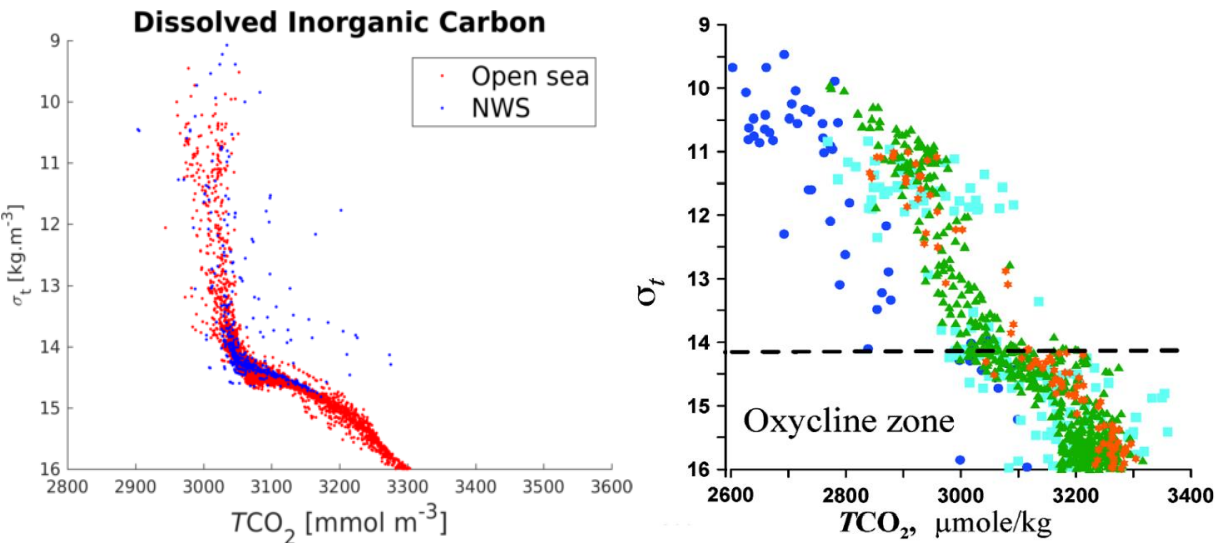 Dissolved Inorganic Carbon
Open sea
NWS
9
10
11
12
13
14
15
16
σt [kg.m-3]
2800 2900 3000 3100 3200 3300 3400 3500 3600
TCO2 [mmol m-3]
9
10
11
12
13
14
15
16
σt
Oxycline zone
2600 2800 3000 3200 3400
TCO2, µmole/kg